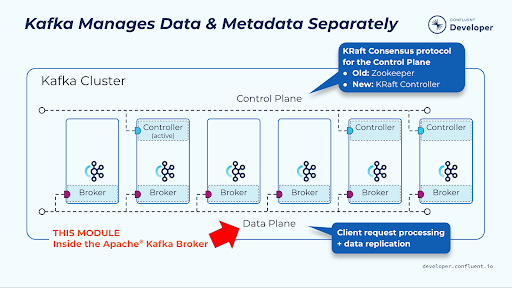 Kafka Manages Data & Metadata Separately
CONFLUENT
Developer
KRaft Consensus protocol
for the Control Plane
● Old: Zookeeper
● New: KRaft Controller
Kafka Cluster
Control Plane
Controller
(active)
Controller
Controller
Broker
Broker
Broker
Broker
Broker
Broker
THIS MODULE
Inside the Apache® Kafka Broker
Data Plane
Client request processing
+ data replication
developer.confluent.io